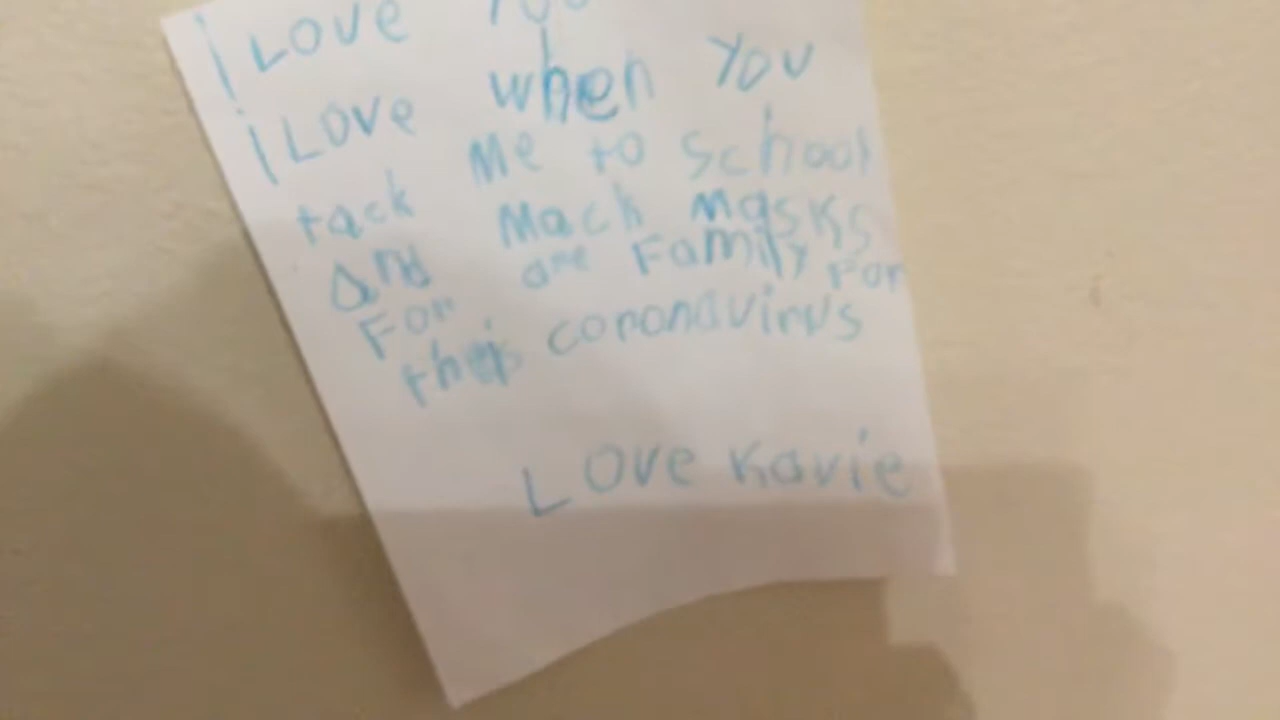 i LOVE YOU
i LOVE when YOU
tack Me to School
And Mack Masks
For are Family For
this coronavirus
LOVE Kavie